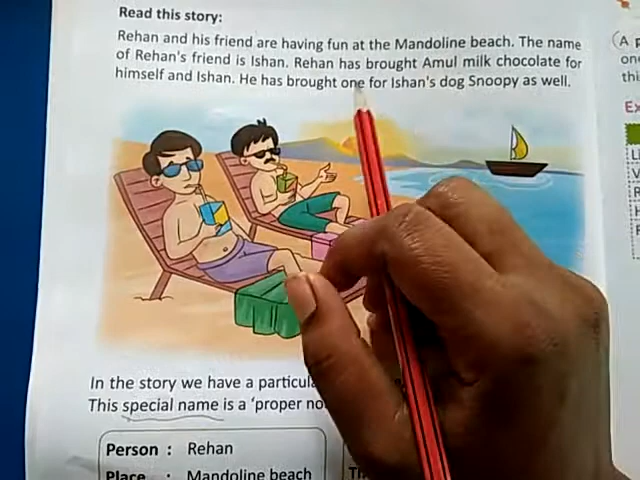 Read this story:
Rehan and his friend are having fun at the Mandoline beach. The name
of Rehan's friend is Ishan. Rehan has brought Amul milk chocolate for
himself and Ishan. He has brought one for Ishan's dog Snoopy as well.
In the story we have a
This special name is a 'proper
Person : Rehan
Place : Mandoline beach
A